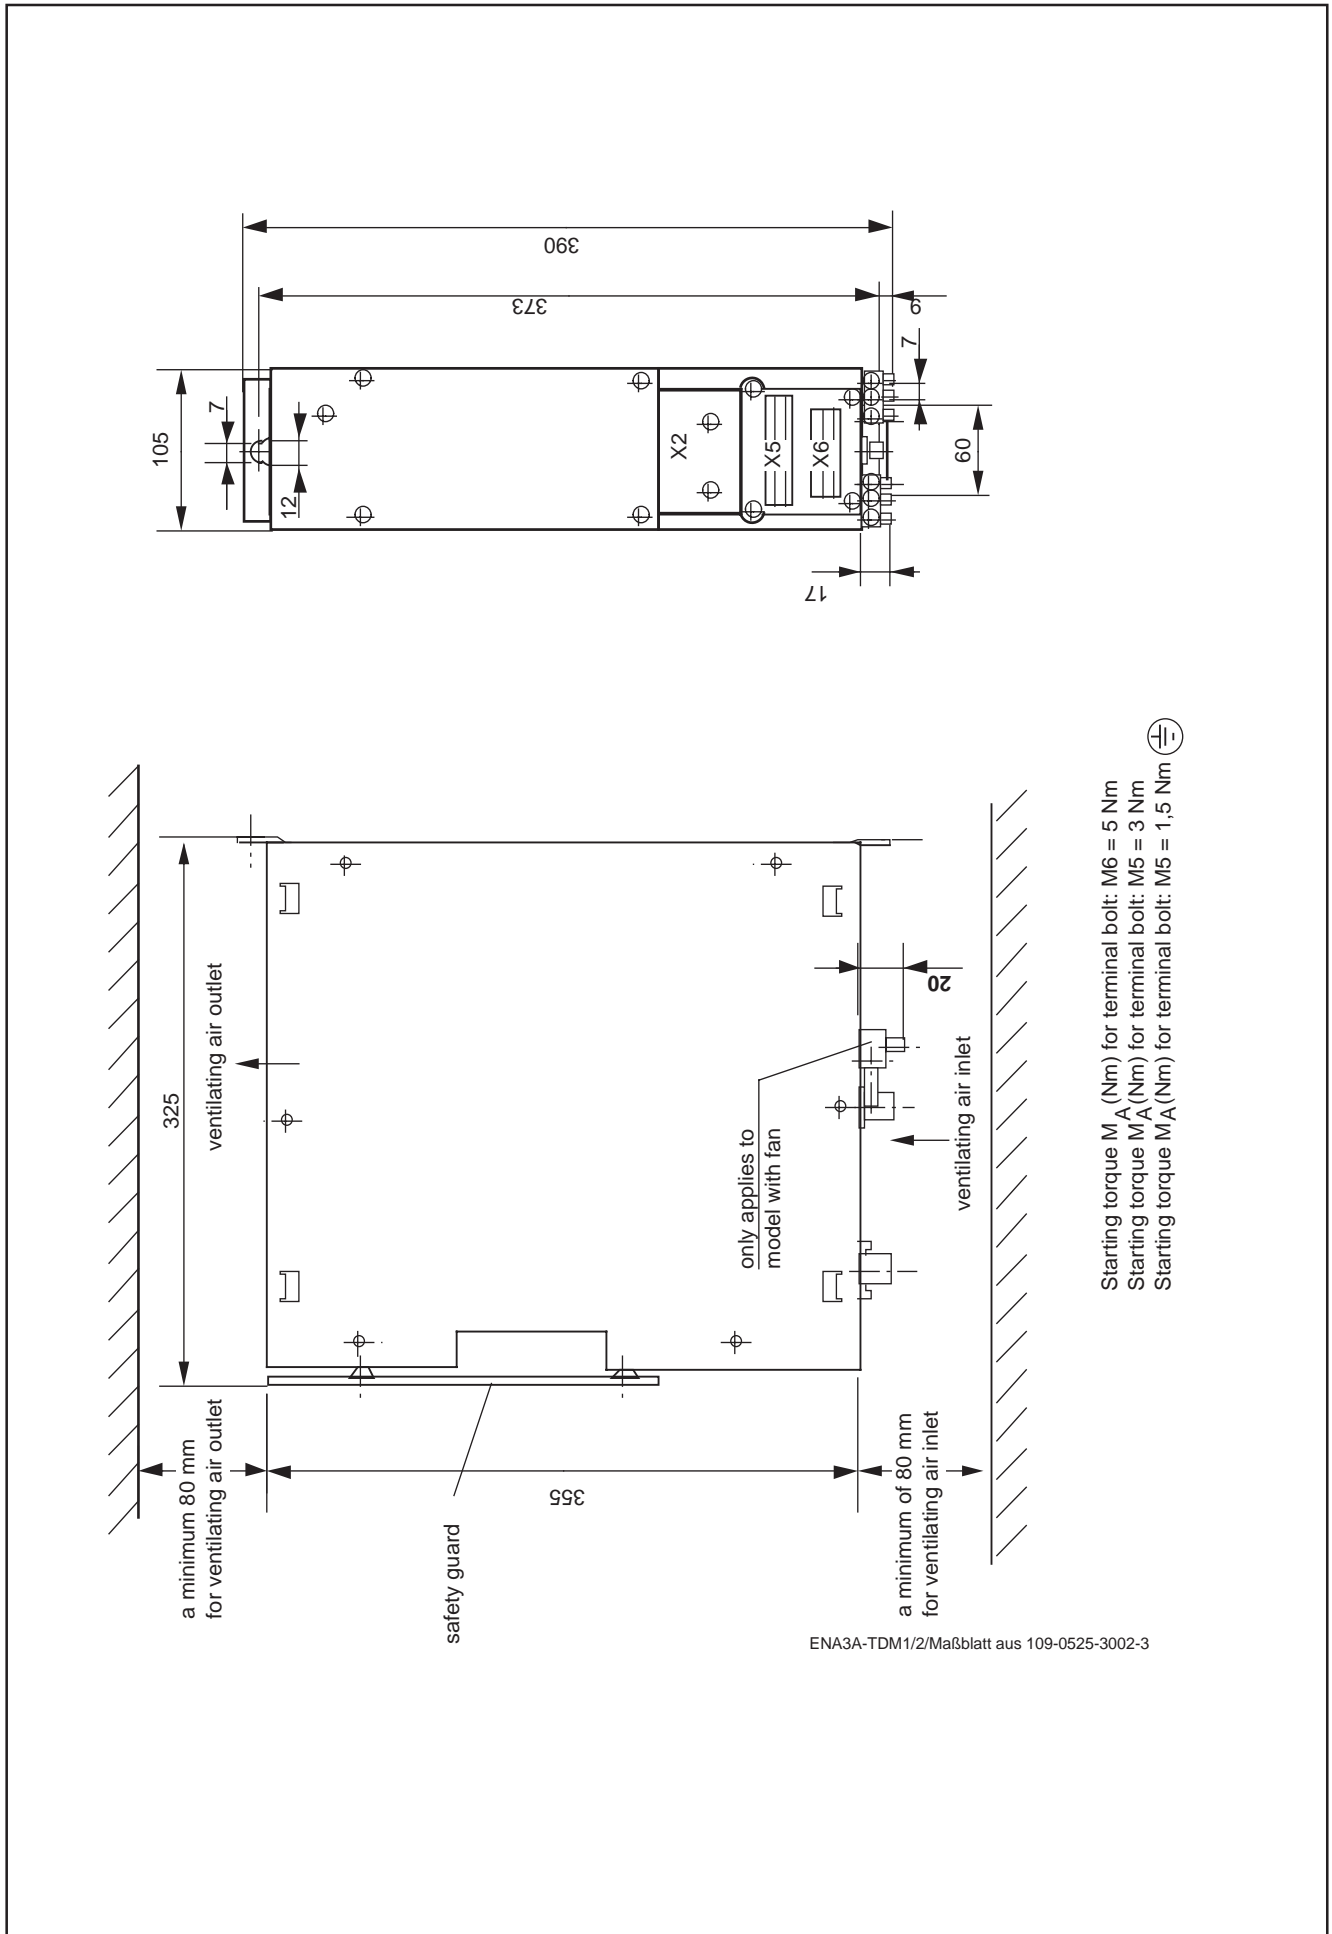 390
373
9
7
105
7
12
X2
X5
X6
60
17
325
ventilating air outlet
only applies to
model with fan
20
ventilating air inlet
a minimum 80 mm
for ventilating air outlet
355
safety guard
a minimum of 80 mm
for ventilating air inlet
Starting torque MA (Nm) for terminal bolt: M6 = 5 Nm
Starting torque MA (Nm) for terminal bolt: M5 = 3 Nm
Starting torque MA (Nm) for terminal bolt: M5 = 1,5 Nm
ENA3A-TDM1/2/Maßblatt aus 109-0525-3002-3